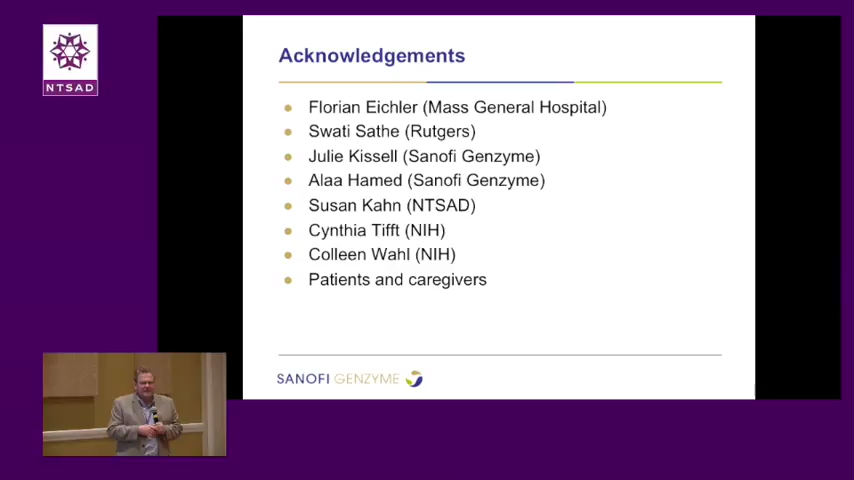 NTSAD
Acknowledgements
Florian Eichler (Mass General Hospital)
Swati Sathe (Rutgers)
Julie Kissell (Sanofi Genzyme)
Alaa Hamed (Sanofi Genzyme)
Susan Kahn (NTSAD)
Cynthia Tifft (NIH)
Colleen Wahl (NIH)
Patients and caregivers
SANOFI GENZYME